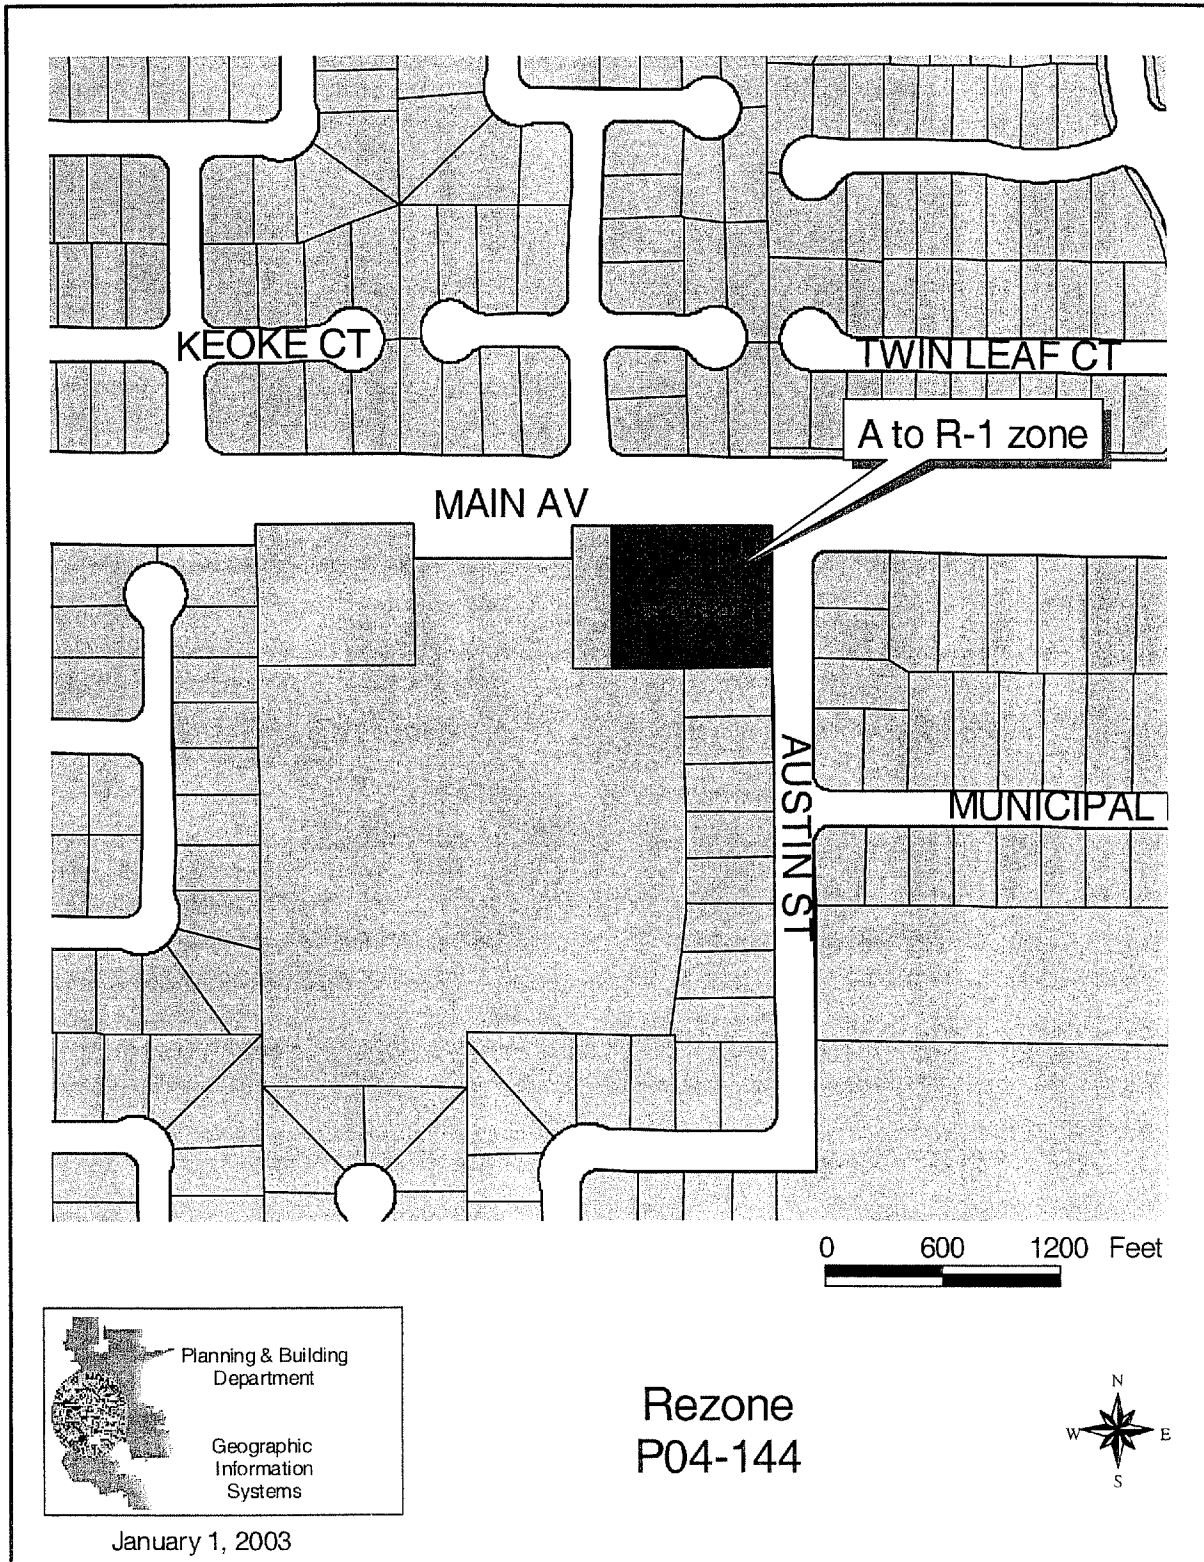 KEOKE CT
TWIN LEAF CT
A to R-1 zone
MAIN AV
AUSTIN ST
MUNICIPAL
0 600 1200 Feet
Planning & Building
Department
Geographic
Information
Systems
January 1, 2003
Rezone
P04-144
N
W E
S